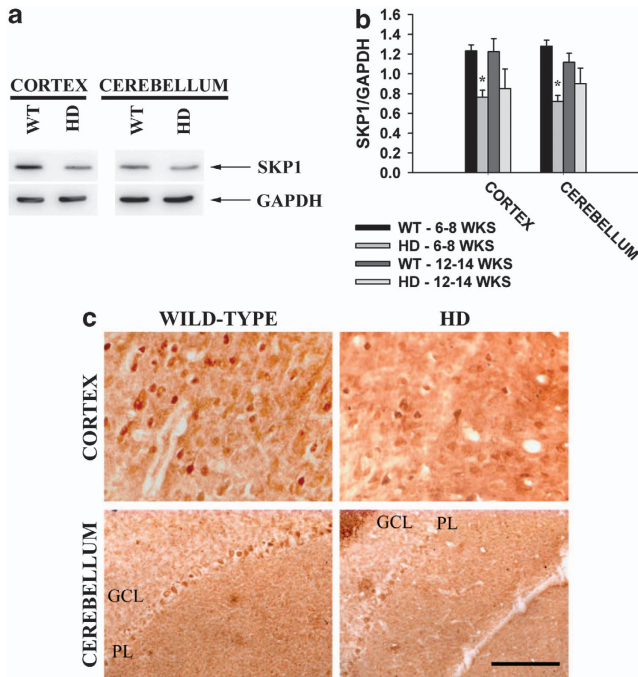 a
CORTEX CEREBELLUM
WT HD WT HD
SKP1
GAPDH
b
SKP1/GAPDH
1.6
1.4
1.2
1.0
0.8
0.6
0.4
0.2
0.0
* *
CORTEX CEREBELLUM
WT - 6-8 WKS
HD - 6-8 WKS
WT - 12-14 WKS
HD - 12-14 WKS
c
WILD-TYPE HD
CORTEX
CEREBELLUM
GCL
PL
GCL PL